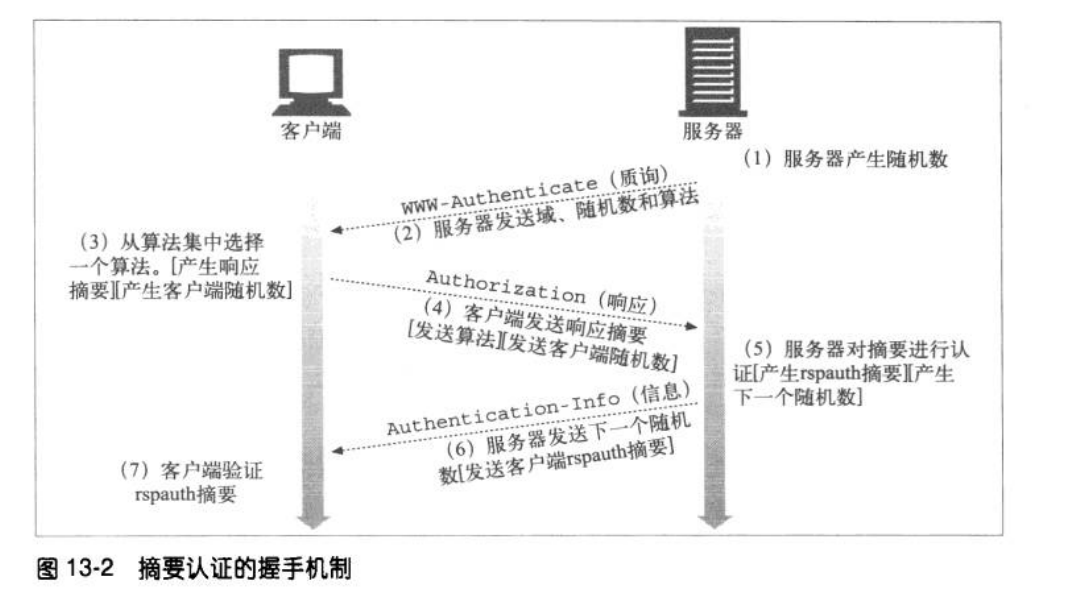 客户端
服务器
（1）服务器产生随机数
WWW-Authenticate（质询）
（2）服务器发送域、随机数和算法
（3）从算法集中选择
一个算法。[产生响应
摘要][产生客户端随机数]
Authorization（响应）
（4）客户端发送响应摘要
[发送算法][发送客户端随机数]
（5）服务器对摘要进行认
证[产生rspauth摘要][产生
下一个随机数]
Authentication-Info（信息）
（6）服务器发送下一个随机
数[发送客户端rspauth摘要]
（7）客户端验证
rspauth摘要
图 13-2 摘要认证的握手机制